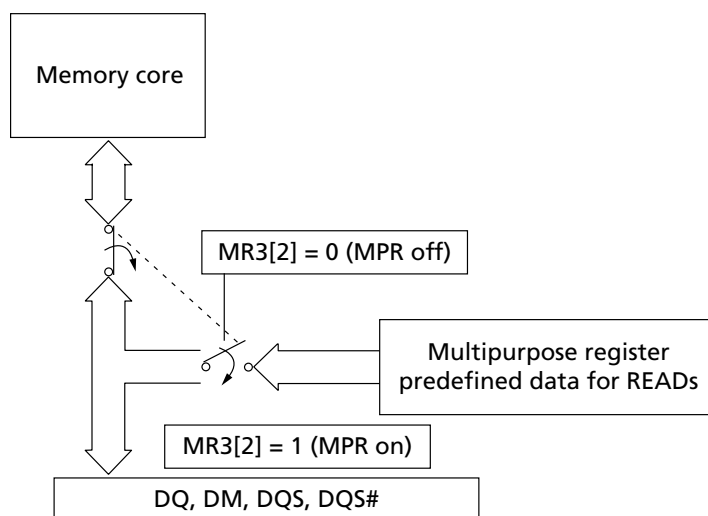 Memory core
MR3[2] = 0 (MPR off)
Multipurpose register
predefined data for READs
MR3[2] = 1 (MPR on)
DQ, DM, DQS, DQS#